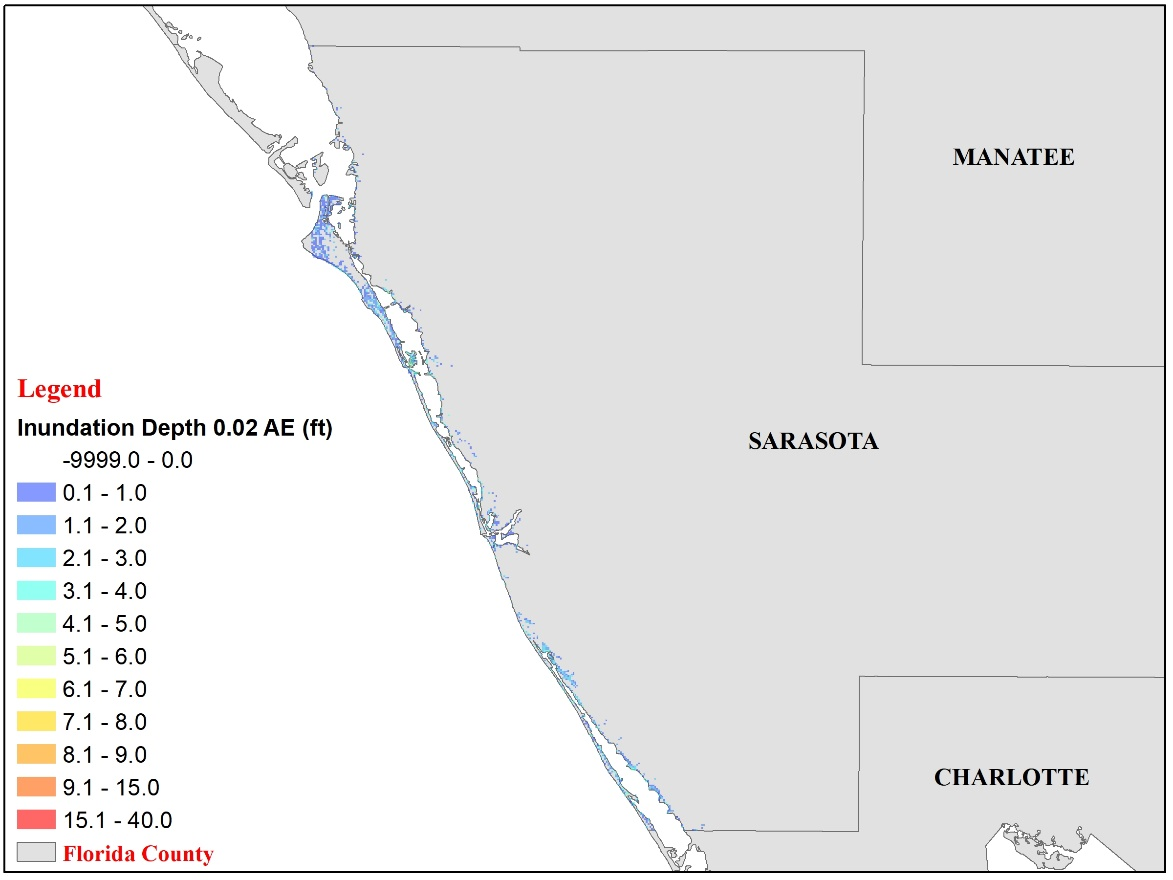 MANATEE
SARASOTA
CHARLOTTE
Legend
Inundation Depth 0.02 AE (ft)
-9999.0 - 0.0
0.1 - 1.0
1.1 - 2.0
2.1 - 3.0
3.1 - 4.0
4.1 - 5.0
5.1 - 6.0
6.1 - 7.0
7.1 - 8.0
8.1 - 9.0
9.1 - 15.0
15.1 - 40.0
Florida County